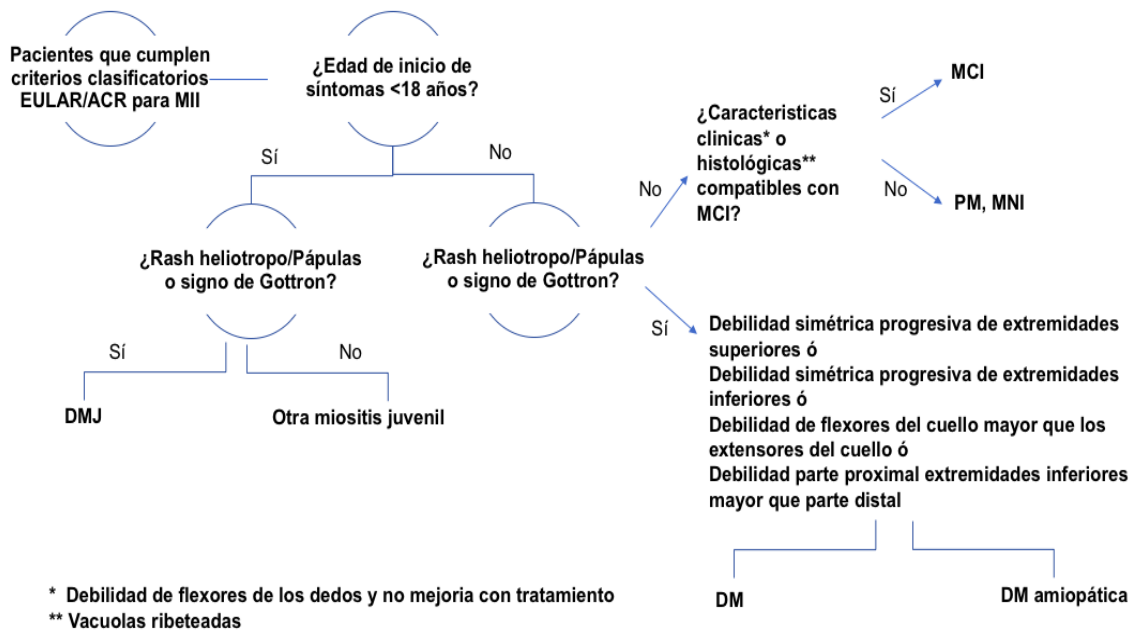 Pacientes que cumplen
criterios clasificatorios
EULAR/ACR para MII
¿Edad de inicio de
síntomas <18 años?
Sí
No
¿Rash heliotropo/Pápulas
o signo de Gottron?
Sí
No
DMJ
Otra miositis juvenil
¿Rash heliotropo/Pápulas
o signo de Gottron?
No
¿Caracteristicas
clinicas* o
histológicas**
compatibles con
MCI?
Sí
MCI
No
PM, MNI
Sí
Debilidad simétrica progresiva de extremidades
superiores ó
Debilidad simétrica progresiva de extremidades
inferiores ó
Debilidad de flexores del cuello mayor que los
extensores del cuello ó
Debilidad parte proximal extremidades inferiores
mayor que parte distal
DM
DM amiopática
* Debilidad de flexores de los dedos y no mejoria con tratamiento
** Vacuolas ribeteadas